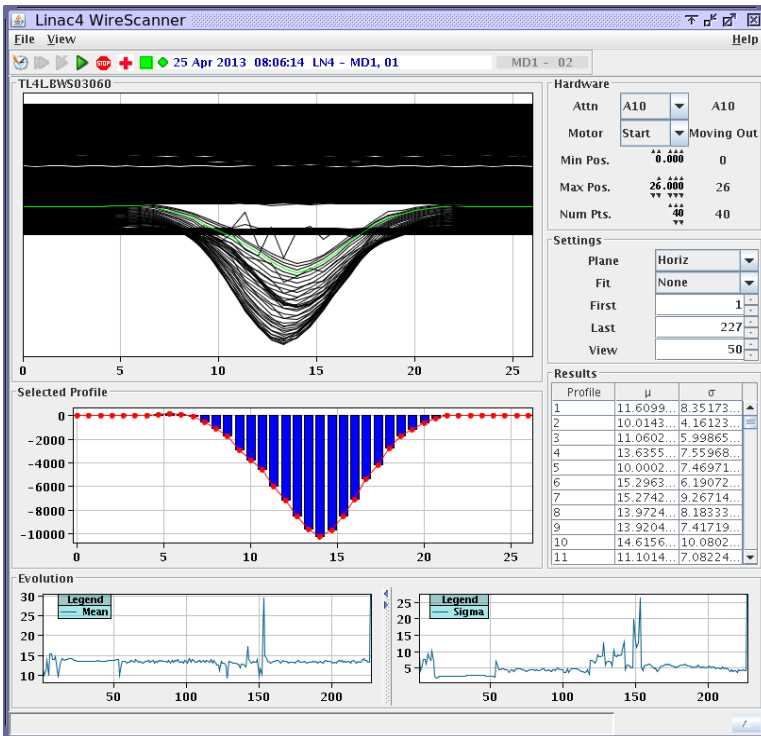 Linac4 WireScanner
File View Help
STOP 25 Apr 2013 08:06:14 LN4 - MD1, 01 MD1 - 02
TL4L.BWS03060
0 5 10 15 20 25
Hardware
Attn A10 A10
Motor Start Moving Out
Min Pos. 0.000 0
Max Pos. 26.000 26
Num Pts. 40 40
Settings
Plane Horiz
Fit None
First 1
Last 227
View 50
Selected Profile
0
-2000
-4000
-6000
-8000
-10000
0 5 10 15 20 25
Results
Profile μ σ
1 11.6099... 8.35173...
2 10.0143... 4.16123...
3 11.0602... 5.99865...
4 13.6355... 7.55968...
5 10.0002... 7.46971...
6 15.2963... 6.19072...
7 15.2742... 9.26714...
8 13.9724... 8.18333...
9 13.9204... 7.41719...
10 14.6156... 10.0802...
11 11.1014... 7.08224...
Evolution
30
25
20
15
10
Legend
Mean
50 100 150 200
25
20
15
10
5
Legend
Sigma
50 100 150 200